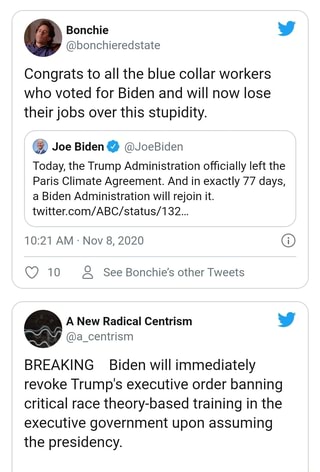 Bonchie
@bonchieredstate
Congrats to all the blue collar workers
who voted for Biden and will now lose
their jobs over this stupidity.
Joe Biden @JoeBiden
Today, the Trump Administration officially left the
Paris Climate Agreement. And in exactly 77 days,
a Biden Administration will rejoin it.
twitter.com/ABC/status/132…
10:21 AM · Nov 8, 2020
10 See Bonchie's other Tweets
A New Radical Centrism
@a_centrism
BREAKING Biden will immediately
revoke Trump's executive order banning
critical race theory-based training in the
executive government upon assuming
the presidency.